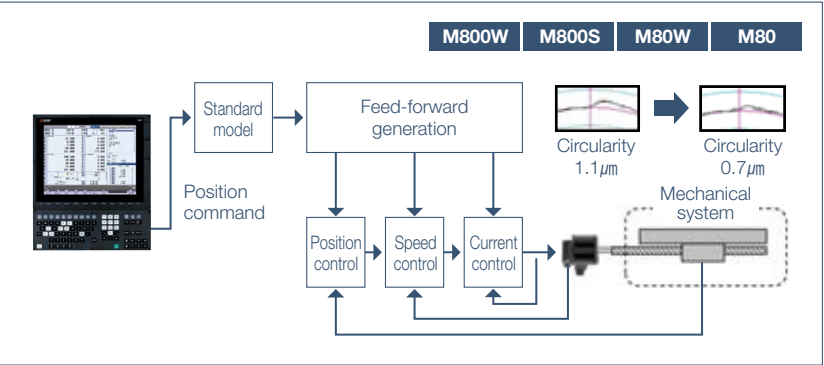 M800W
M800S
M80W
M80
Standard
model
Feed-forward
generation
Circularity
1.1μm
Circularity
0.7μm
Position
command
Mechanical
system
Position
control
Speed
control
Current
control